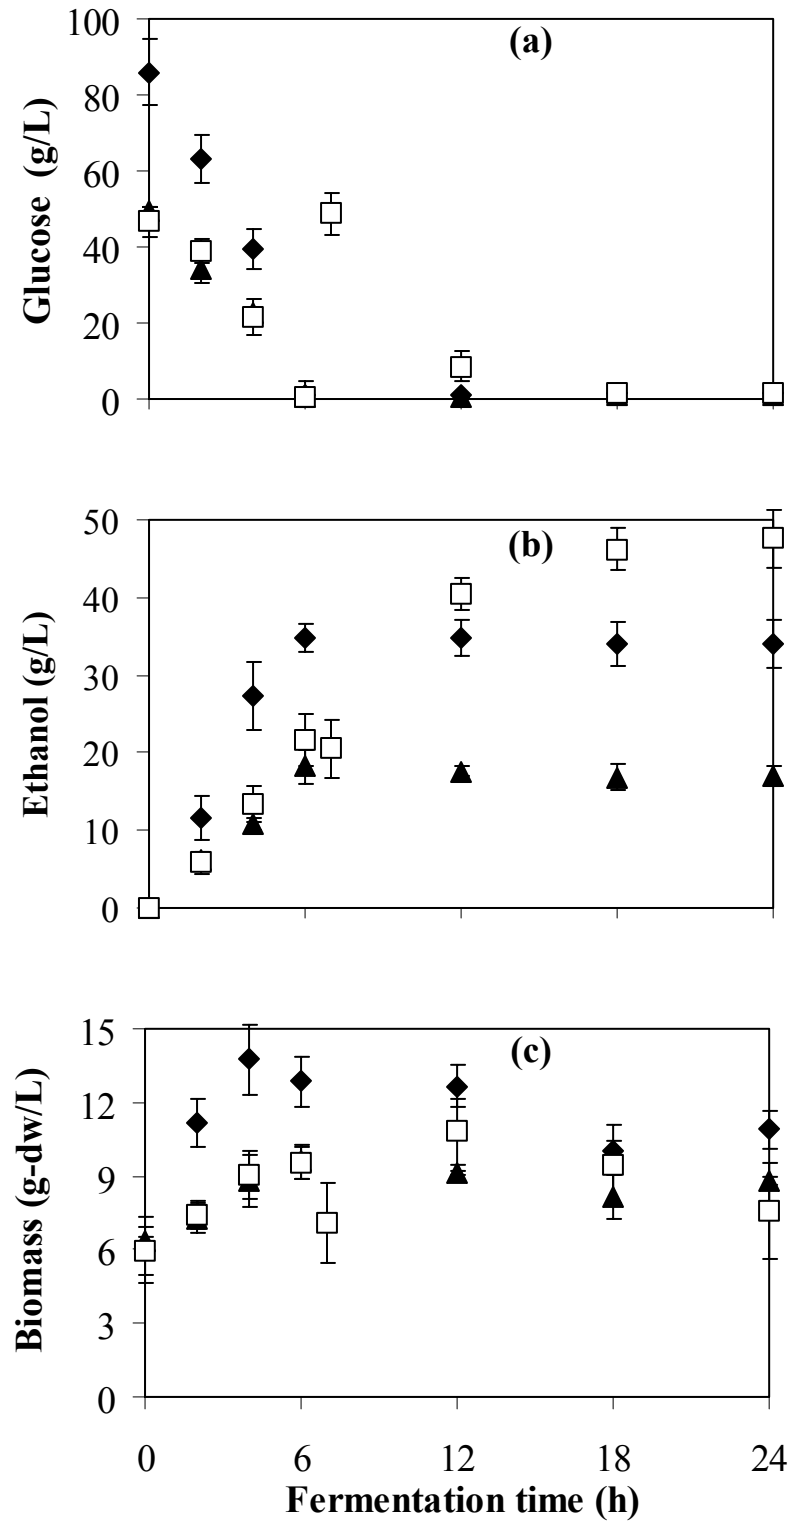 (a)
Glucose (g/L)
100
80
60
40
20
0
(b)
Ethanol (g/L)
50
40
30
20
10
0
(c)
Biomass (g-dw/L)
15
12
9
6
3
0
0 6 12 18 24
Fermentation time (h)